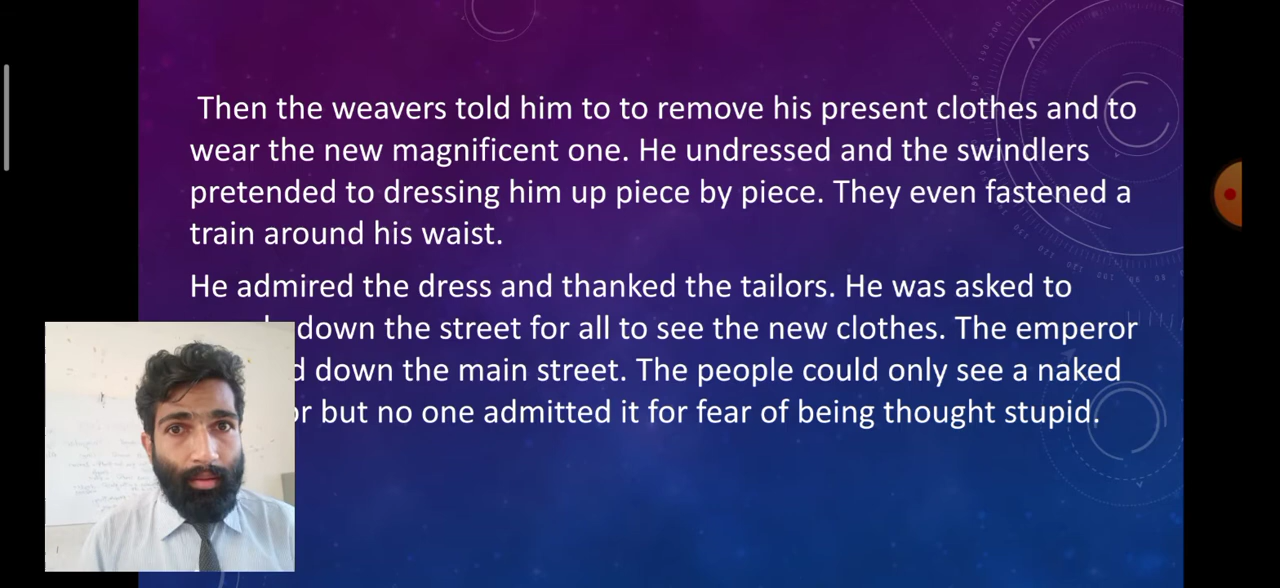 Then the weavers told him to to remove his present clothes and to
wear the new magnificent one. He undressed and the swindlers
pretended to dressing him up piece by piece. They even fastened a
train around his waist.
He admired the dress and thanked the tailors. He was asked to
down the street for all to see the new clothes. The emperor
down the main street. The people could only see a naked
but no one admitted it for fear of being thought stupid.